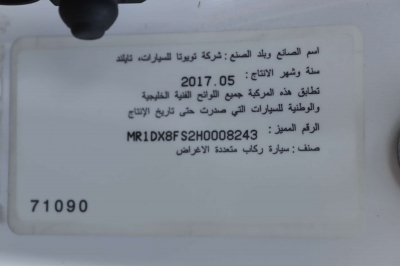 اسم الصانع وبلد الصنع : شركة تويوتا للسيارات، تايلند
سنة وشهر الانتاج : 2017.05
تطابق هذه المركبة جميع اللوائح الفنية الخليجية
والوطنية للسيارات التي صدرت حتى تاريخ الإنتاج
الرقم المميز : MR1DX8FS2H0008243
صنف : سيارة ركاب متعددة الاغراض
71090